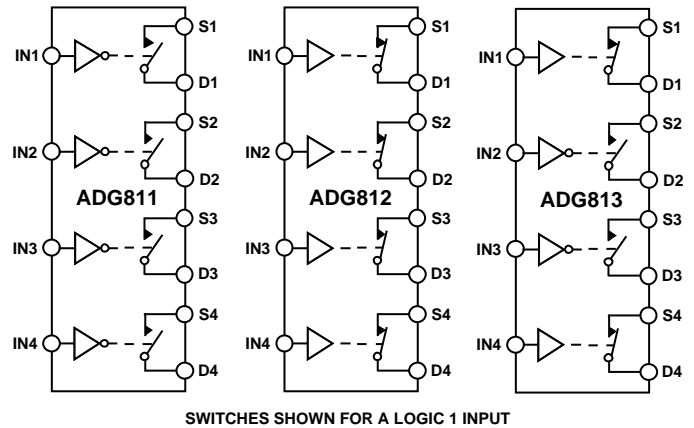 IN1
S1
D1
IN2
S2
D2
ADG811
IN3
S3
D3
IN4
S4
D4
IN1
S1
D1
IN2
S2
D2
ADG812
IN3
S3
D3
IN4
S4
D4
IN1
S1
D1
IN2
S2
D2
ADG813
IN3
S3
D3
IN4
S4
D4
SWITCHES SHOWN FOR A LOGIC 1 INPUT